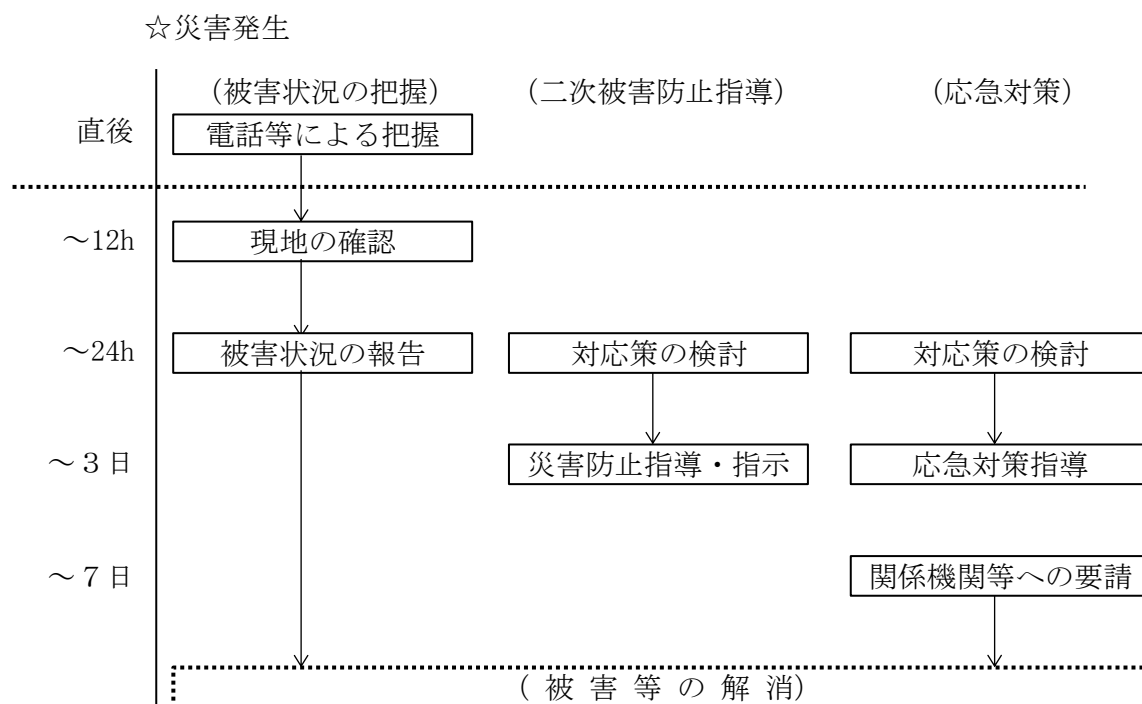 ☆災害発生
(被害状況の把握) (二次被害防止指導) (応急対策)
直後 電話等による把握
～12h 現地の確認
～24h 被害状況の報告 対応策の検討 対応策の検討
～３日 災害防止指導・指示 応急対策指導
～７日 関係機関等への要請
( 被 害 等 の 解 消)